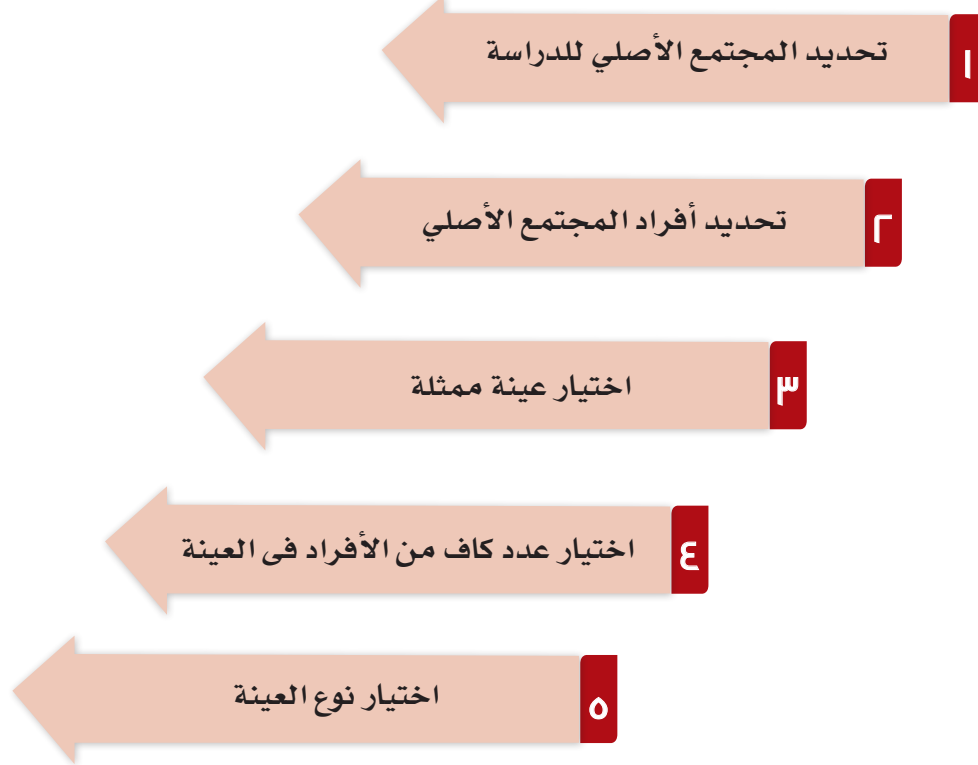 ١
تحديد المجتمع الأصلي للدراسة
٢
تحديد أفراد المجتمع الأصلي
٣
اختيار عينة ممثلة
٤
اختيار عدد كاف من الأفراد فى العينة
٥
اختيار نوع العينة